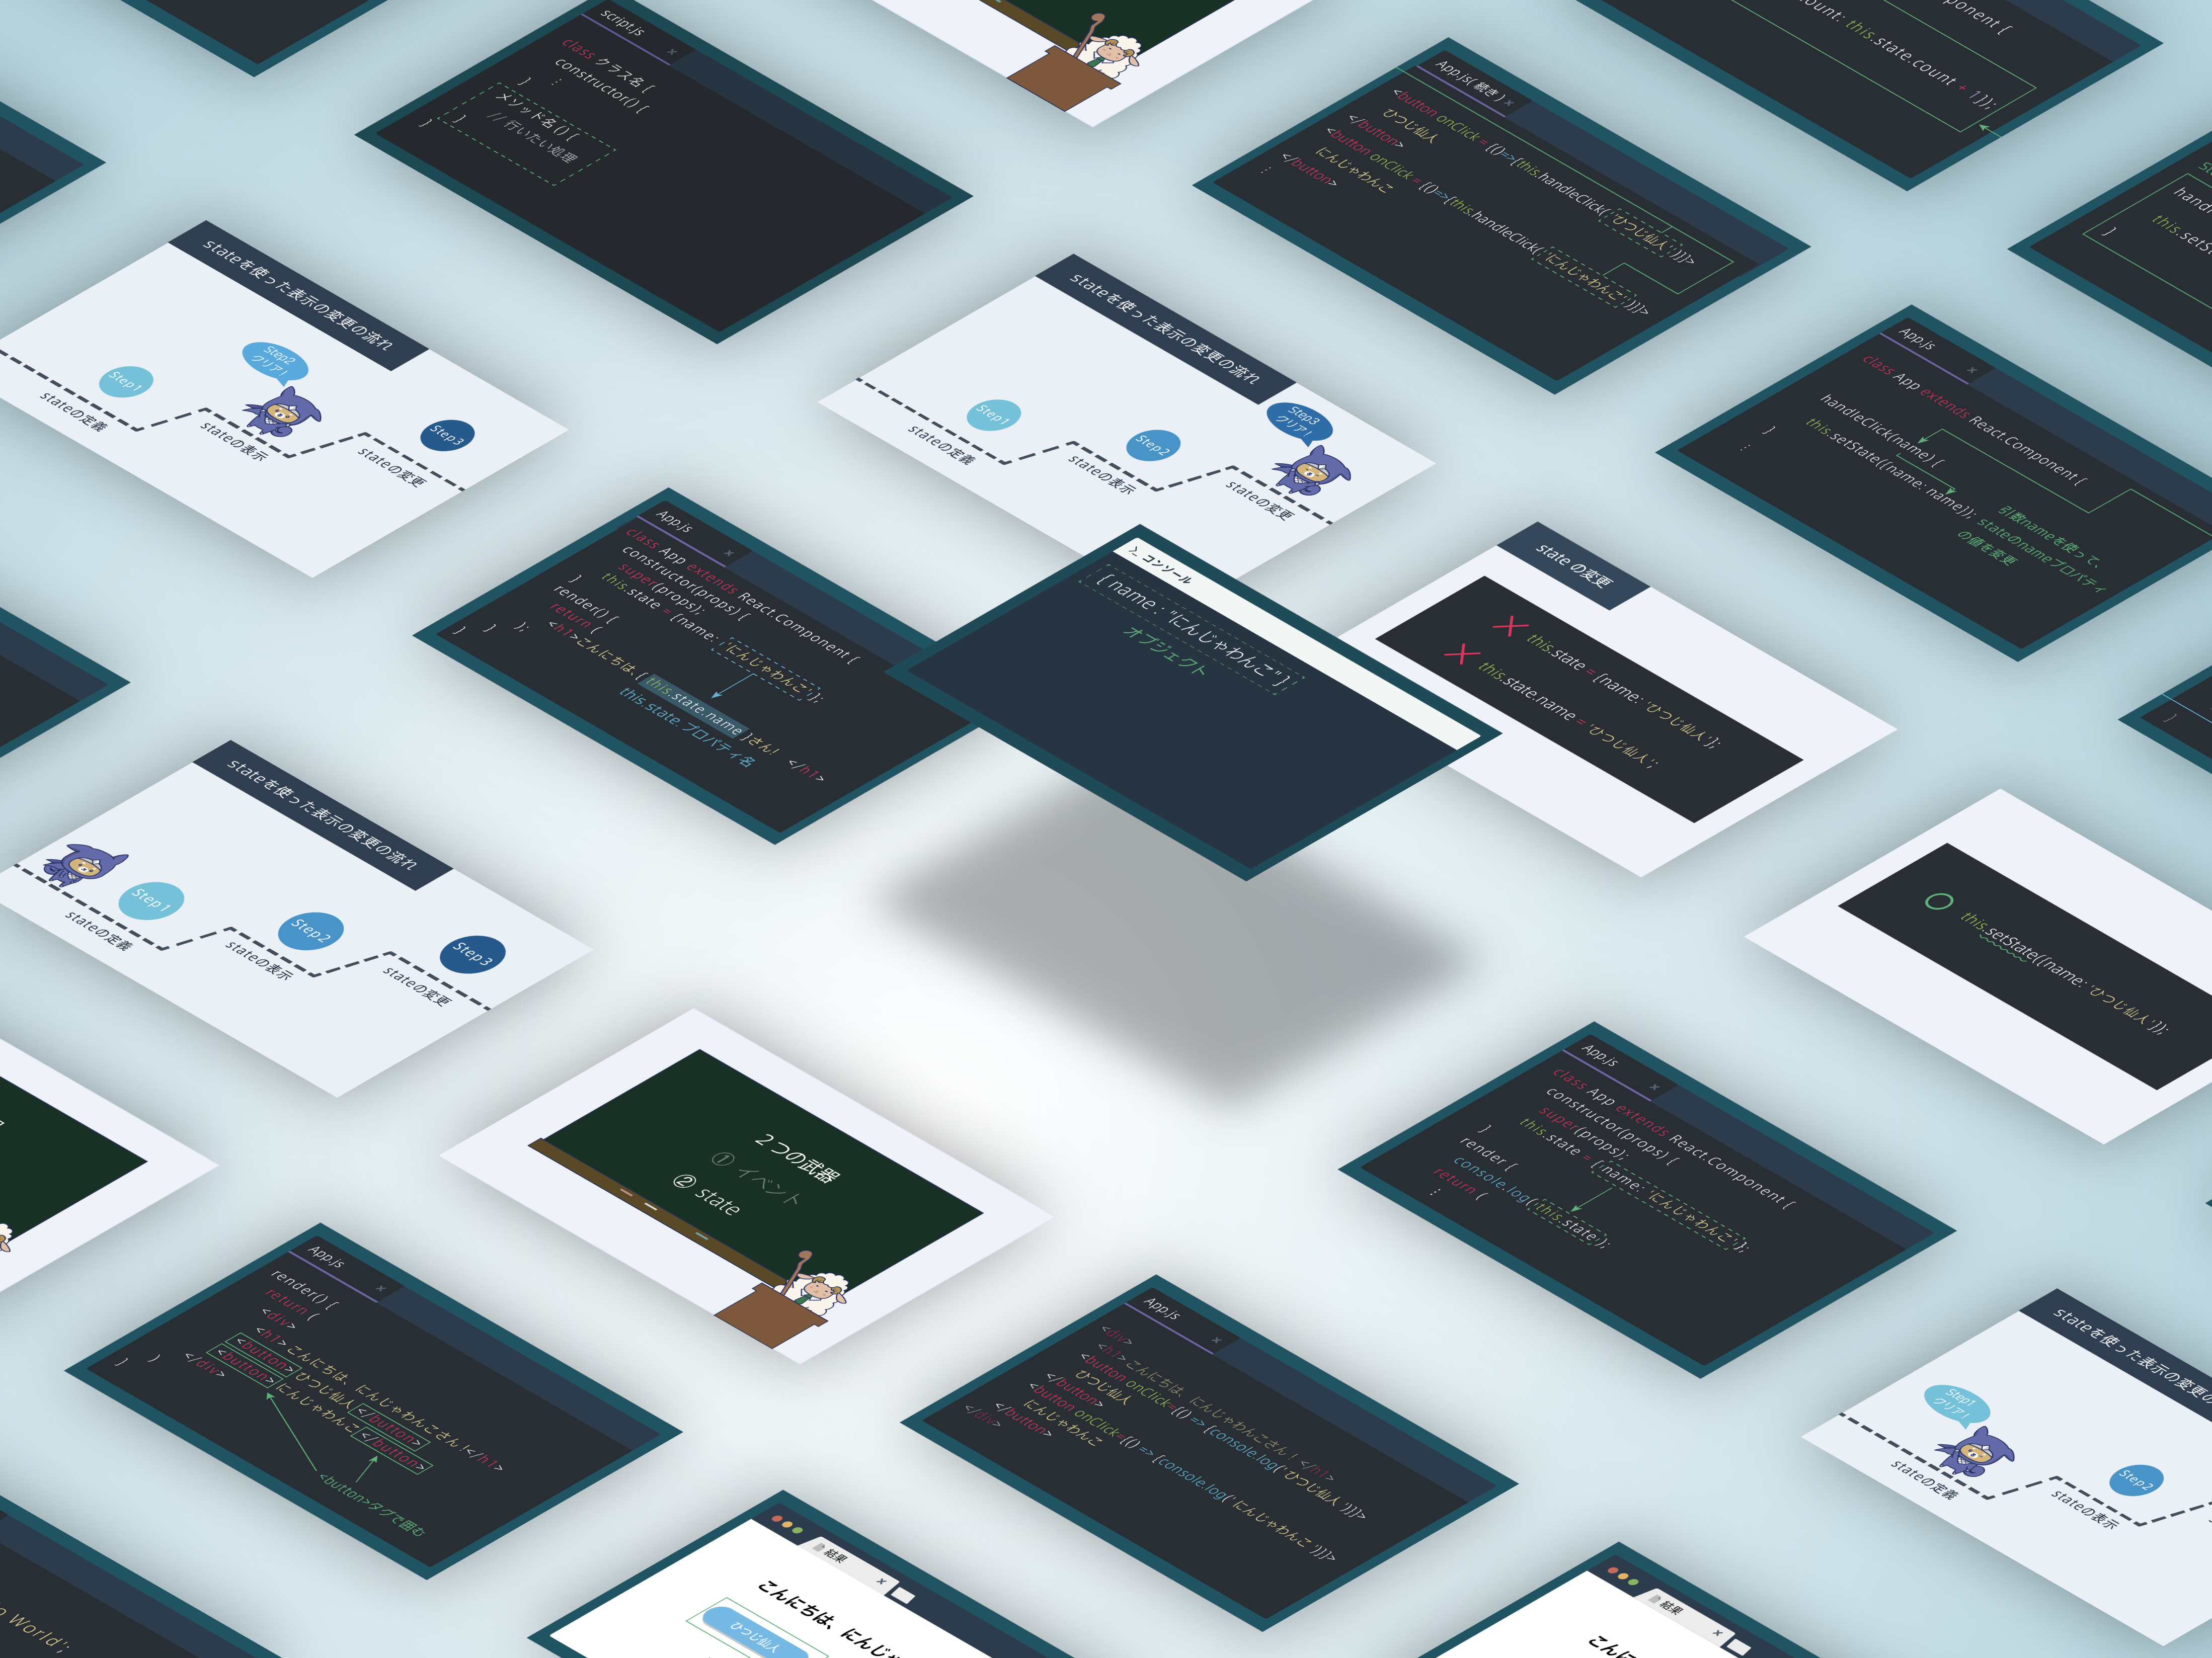 script.js ×
class クラス名 {
constructor() {
:
}
メソッド名 () {
// 行いたい処理
}
}
App.js( 続き ) ×
<button onClick = {()=>{this.handleClick( 'ひつじ仙人' )}}>
ひつじ仙人
</button>
<button onClick = {()=>{this.handleClick( 'にんじゃわんこ' )}}>
にんじゃわんこ
</button>
:
this.state.count + 1});
stateを使った表示の変更の流れ
Step1
Step2
クリア!
Step3
stateの定義
stateの表示
stateの変更
stateを使った表示の変更の流れ
Step1
Step2
Step3
クリア!
stateの定義
stateの表示
stateの変更
App.js ×
class App extends React.Component {
handleClick(name) {
this.setState({name: name});
}
:
引数nameを使って、
stateのnameプロパティ
の値を変更
App.js ×
class App extends React.Component {
constructor(props) {
super(props);
this.state = {name: 'にんじゃわんこ'};
}
render() {
return (
<h1>こんにちは、{ this.state.name }さん! </h1>
this.state. プロパティ名
);
}
}
>_ コンソール
{ name : "にんじゃわんこ" }
オブジェクト
state の変更
× this.state = {name: 'ひつじ仙人'};
× this.state.name = 'ひつじ仙人';
○ this.setState({name: 'ひつじ仙人'});
stateを使った表示の変更の流れ
Step1
Step2
Step3
stateの定義
stateの表示
stateの変更
2つの武器
① イベント
② state
App.js ×
class App extends React.Component {
constructor(props) {
super(props);
this.state = { name: 'にんじゃわんこ'};
}
render {
console.log( this.state );
return (
:
App.js ×
render() {
return (
<div>
<h1>こんにちは、にんじゃわんこさん!</h1>
<button>ひつじ仙人</button>
<button>にんじゃわんこ</button>
</div>
)
}
<button>タグで囲む
App.js ×
<div>
<h1>こんにちは、にんじゃわんこさん! </h1>
<button onClick={() => {console.log('ひつじ仙人')}}>
ひつじ仙人
</button>
<button onClick={() => {console.log('にんじゃわんこ')}}>
にんじゃわんこ
</button>
</div>
stateを使った表示の変更の
Step1
クリア!
Step2
stateの定義
stateの表示
World';
結果 ×
こんにちは、にんじゃ
ひつじ仙人
結果 ×
こんに